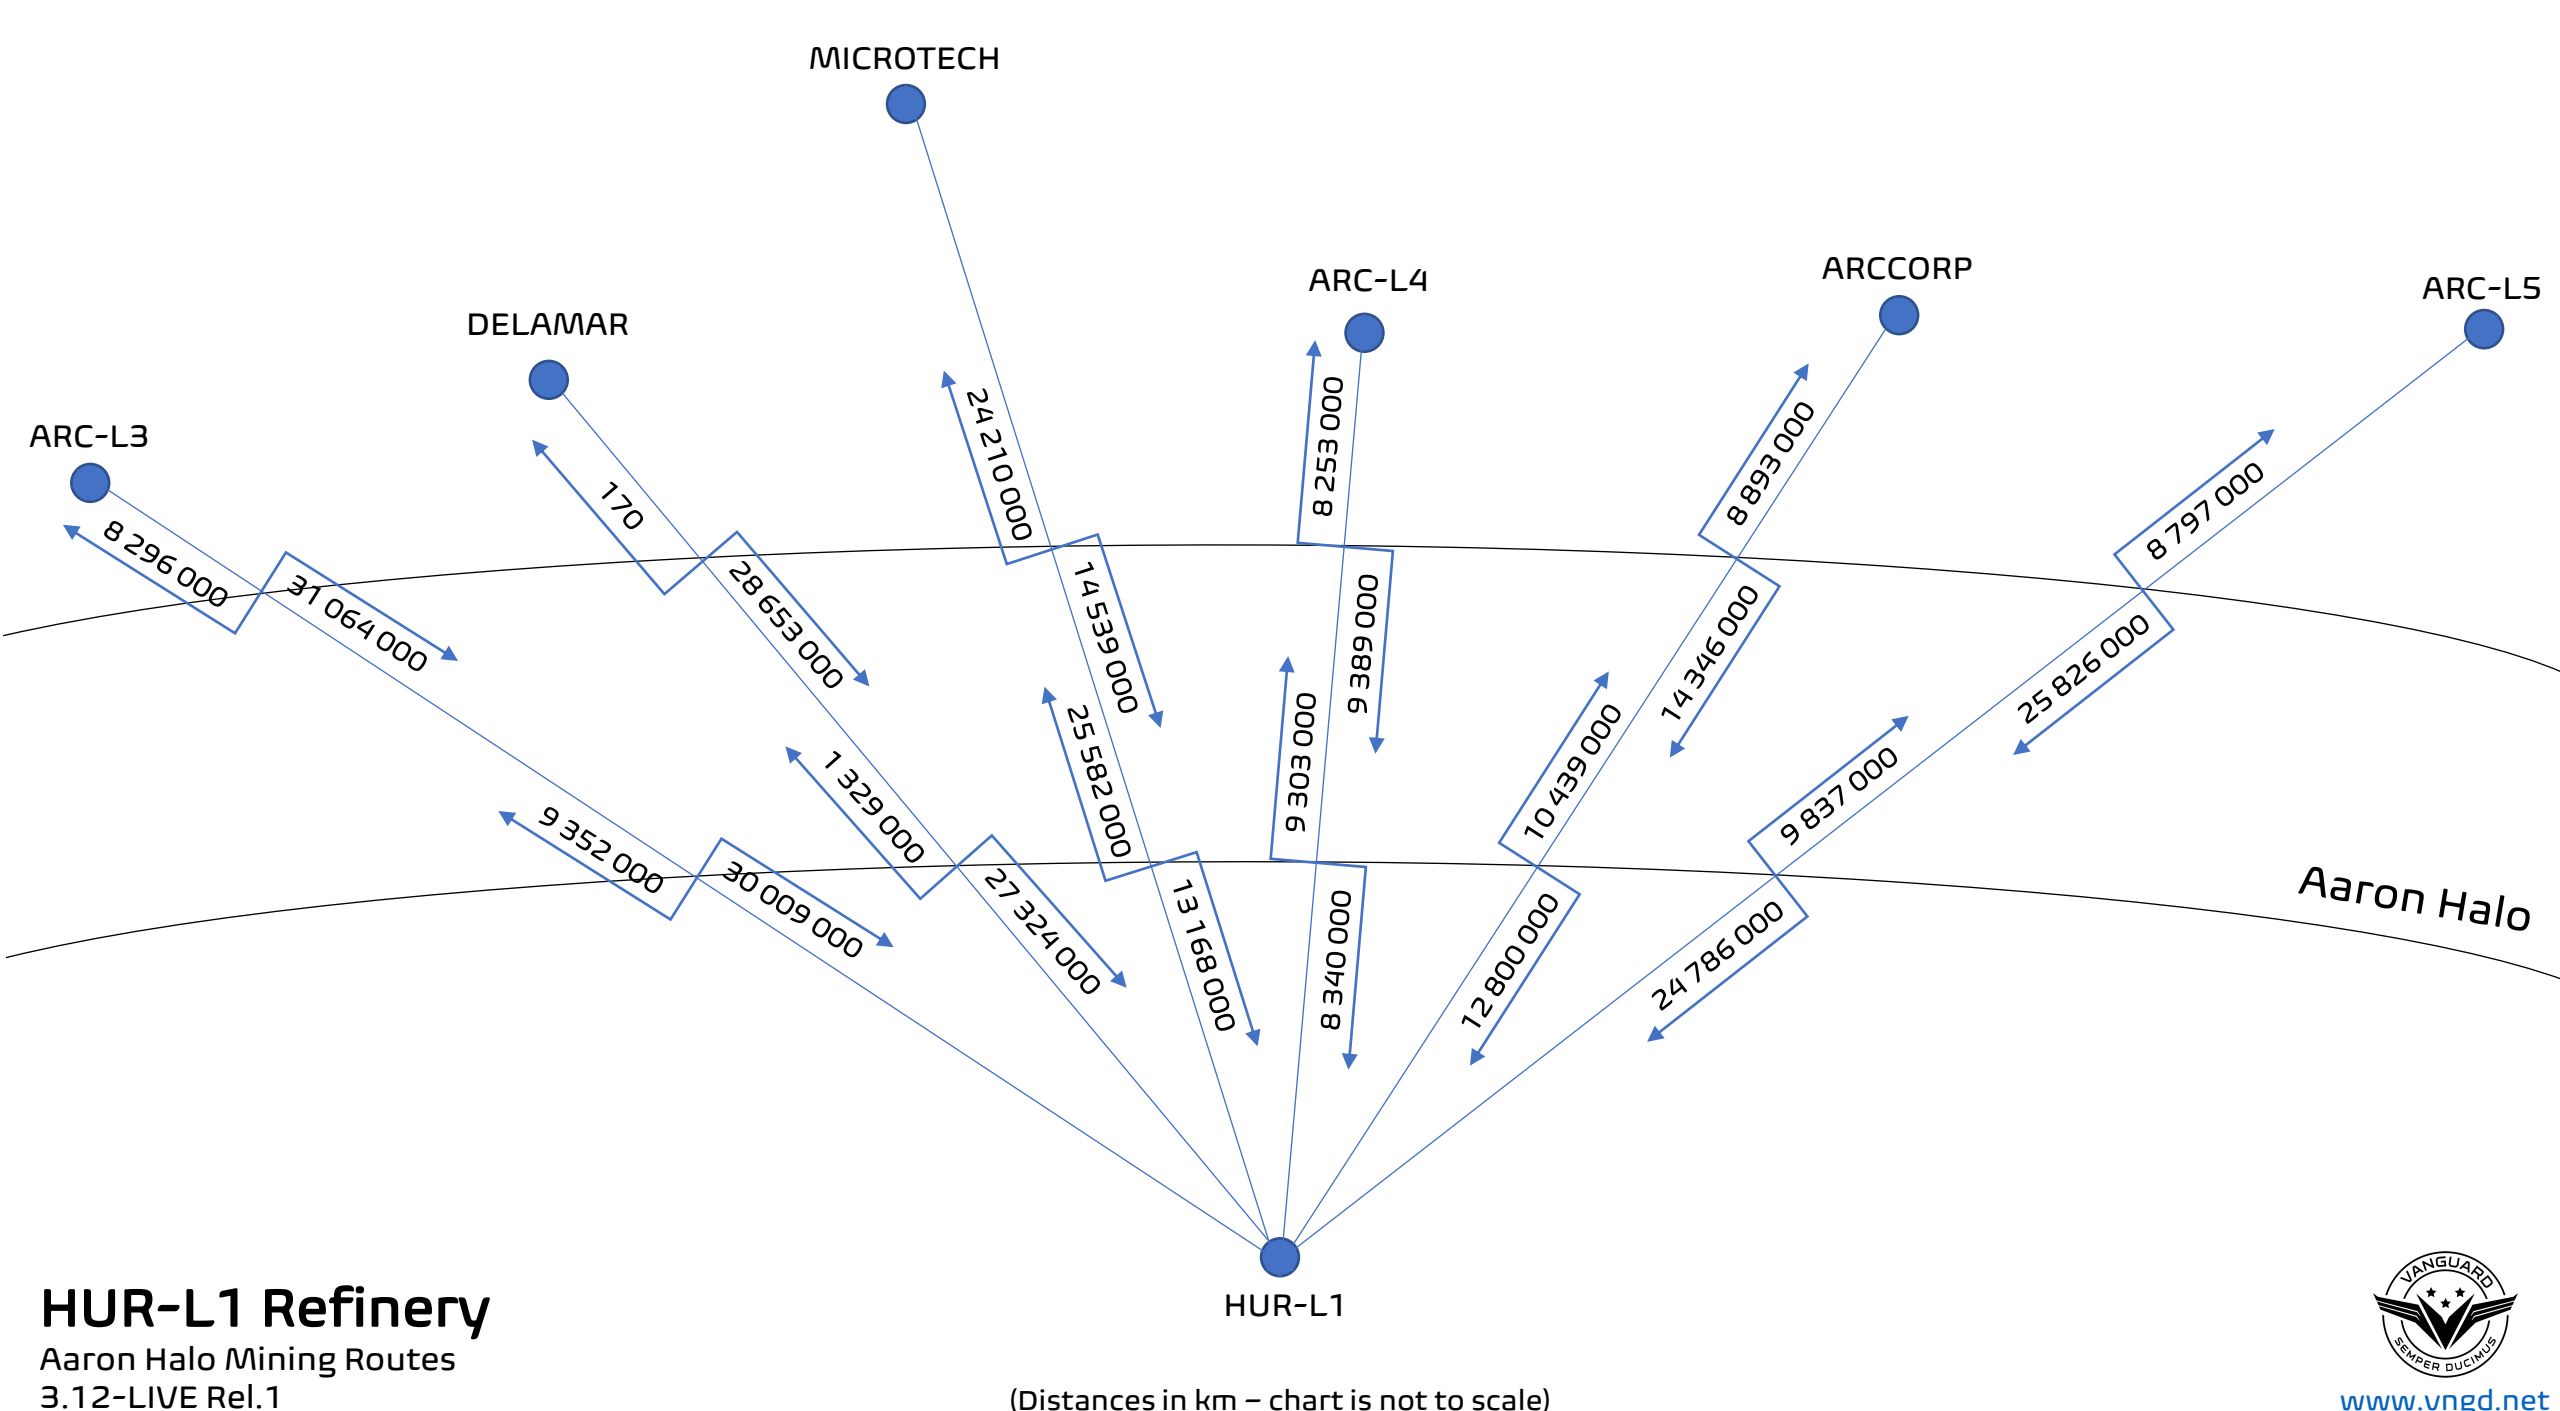 MICROTECH
ARC-L4
ARCCORP
ARC-L5
DELAMAR
ARC-L3
8 296 000
31 064 000
170
28 653 000
24 210 000
14 539 000
8 253 000
9 389 000
8 893 000
14 346 000
8 797 000
25 826 000
9 352 000
30 009 000
1 329 000
27 324 000
25 582 000
13 168 000
9 303 000
8 340 000
10 439 000
12 800 000
9 837 000
24 786 000
Aaron Halo
HUR-L1
HUR-L1 Refinery
Aaron Halo Mining Routes
3.12-LIVE Rel.1
(Distances in km – chart is not to scale)
VANGUARD
SEMPER DUCIMUS
www.vngd.net